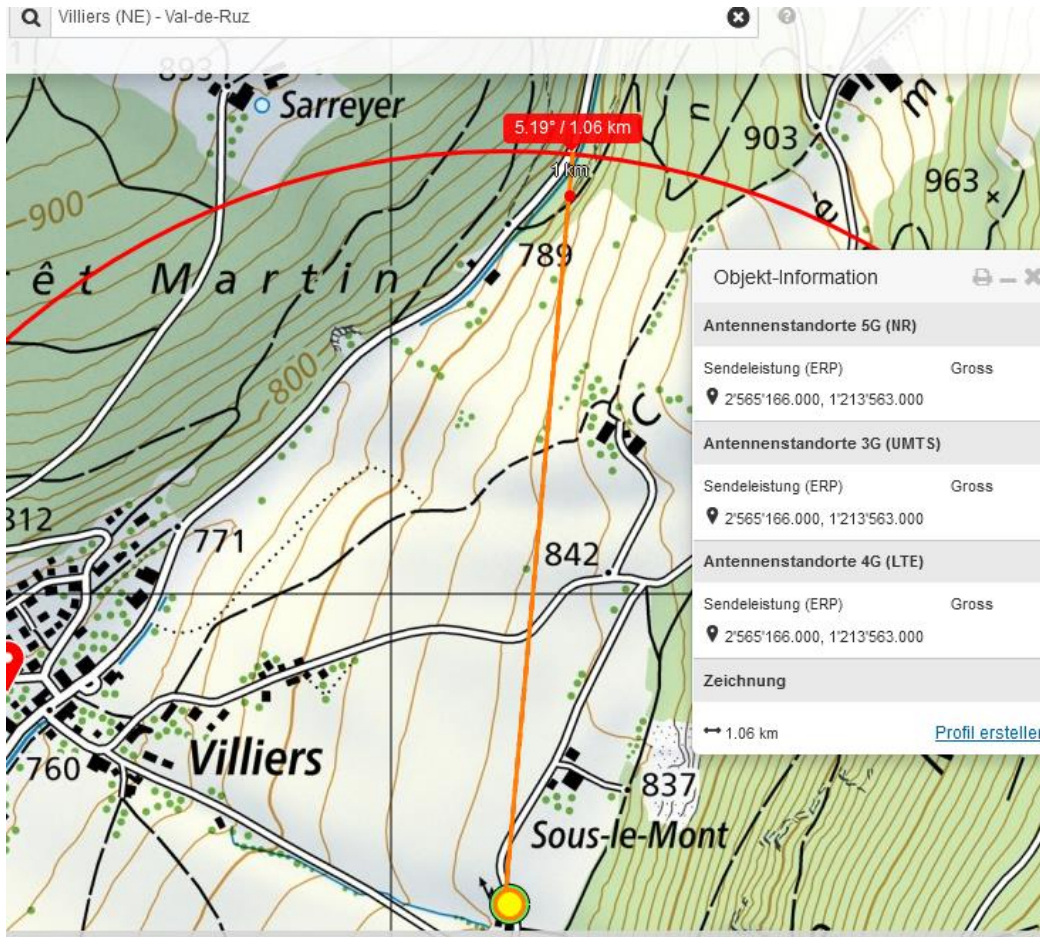 Villiers (NE) - Val-de-Ruz
893
Sarreyer
5.19° / 1.06 km
1 km
n
m
903
963
900
é
êt Martin
789
Objekt-Information
Antennenstandorte 5G (NR)
Sendeleistung (ERP) Gross
2'565'166.000, 1'213'563.000
Antennenstandorte 3G (UMTS)
Sendeleistung (ERP) Gross
2'565'166.000, 1'213'563.000
Antennenstandorte 4G (LTE)
Sendeleistung (ERP) Gross
2'565'166.000, 1'213'563.000
Zeichnung
1.06 km Profil erstellen
800
C
312
771
842
Villiers
760
837
Sous-le-Mont